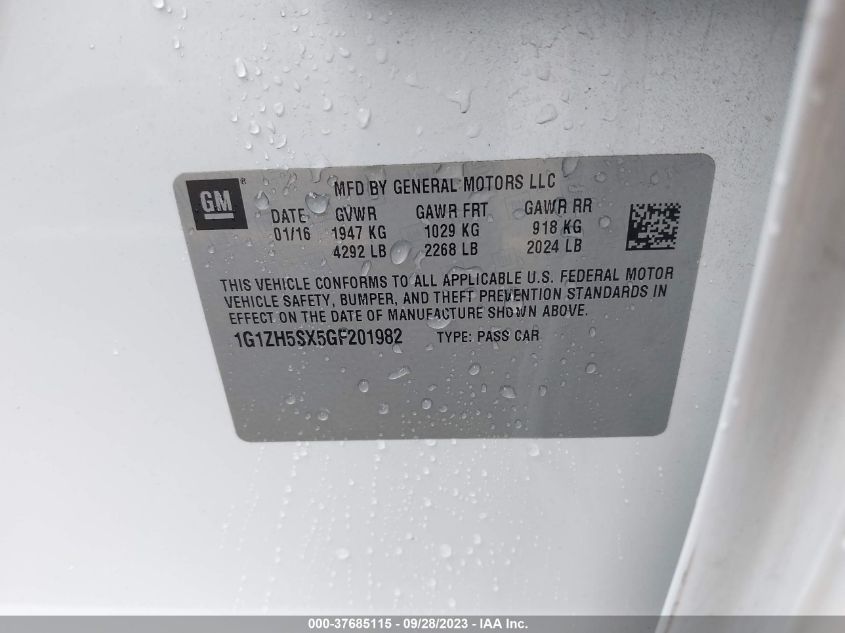 GM ®
MFD BY GENERAL MOTORS LLC
DATE GVWR GAWR FRT GAWR RR
01/16 1947 KG 1029 KG 918 KG
4292 LB 2268 LB 2024 LB
THIS VEHICLE CONFORMS TO ALL APPLICABLE U.S. FEDERAL MOTOR
VEHICLE SAFETY, BUMPER, AND THEFT PREVENTION STANDARDS IN
EFFECT ON THE DATE OF MANUFACTURE SHOWN ABOVE.
1G1ZH5SX5GF201982 TYPE: PASS CAR
000-37685115 - 09/28/2023 - IAA Inc.